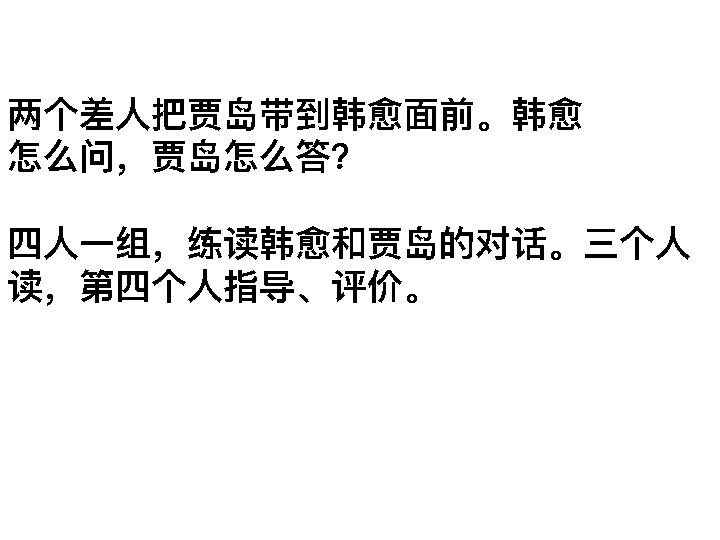 两个差人把贾岛带到韩愈面前。韩愈
怎么问，贾岛怎么答？
四人一组，练读韩愈和贾岛的对话。三个人
读，第四个人指导、评价。